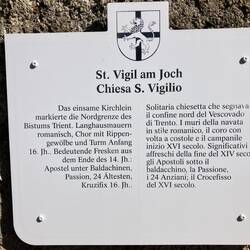 St. Vigil am Joch
Chiesa S. Vigilio
Das einsame Kirchlein
markierte die Nordgrenze des
Bistums Trient. Langhausmauern
romanisch, Chor mit Rippen-
gewölbe und Turm Anfang
16. Jh.. Bedeutende Fresken aus
dem Ende des 14. Jh.:
Apostel unter Baldachinen,
Passion, 24 Ältesten,
Kruzifix 16. Jh.
Solitaria chiesetta che segnava
il confine nord del Vescovado
di Trento. I muri della navata
in stile romanico, il coro con
volta a costole e il campanile
inizio XVI secolo. Significativi
affreschi della fine del XIV seco
gli Apostoli sotto il
baldacchino, la Passione,
i 24 Anziani; il Crocefisso
del XVI secolo.